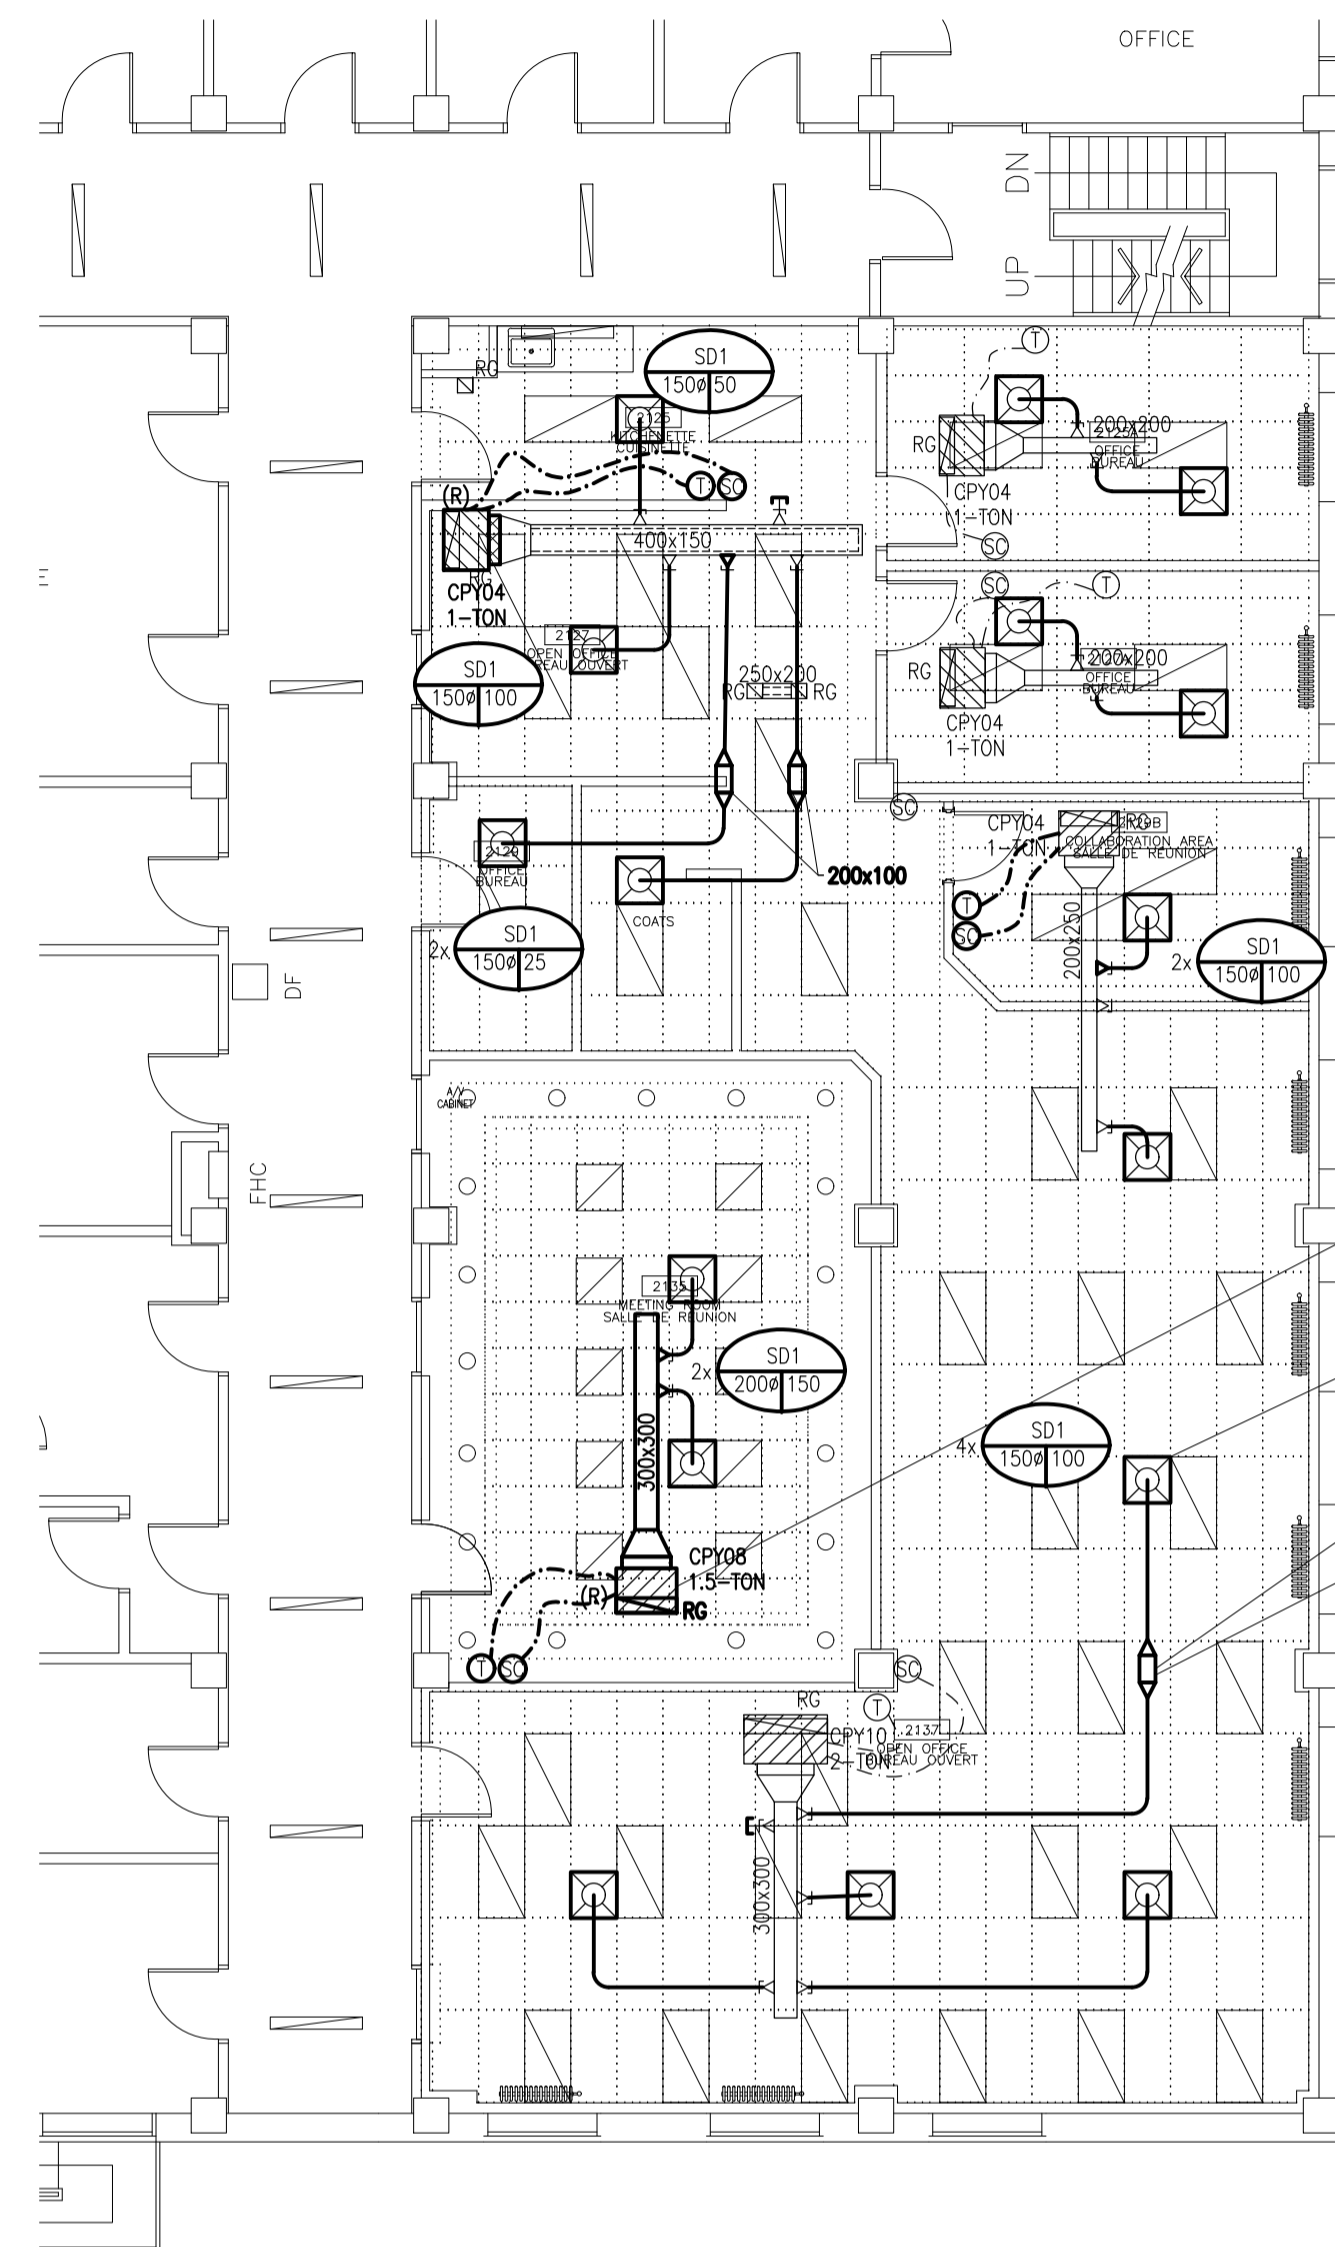 OFFICE
DN
UP
RG
SD1
150ø 50
2125
KITCHENETTE
CUISINETTE
T
SC
(R)
400x150
RG
CPY04
1-TON
T
RG
200x200
2125A
OFFICE
BUREAU
CPY04
1-TON
SC
SC
T
RG
200x200
OFFICE
BUREAU
CPY04
1-TON
2127
OPEN OFFICE
BUREAU OUVERT
SD1
150ø 100
250x200
RG
RG
SC
CPY04
1-TON
RG
2129B
COLLABORATION AREA
SALLE DE REUNION
2129
OFFICE
BUREAU
200x100
COATS
T
SC
200x250
2x
SD1
150ø 25
2x
SD1
150ø 100
DF
A/V
CABINET
FHC
2135
MEETING ROOM
SALLE DE REUNION
2x
SD1
200ø 150
300x300
4x
SD1
150ø 100
CPY08
1.5-TON
(R)
RG
T
SC
SC
RG
T
CPY10
2-TON
2137
OPEN OFFICE
BUREAU OUVERT
300x300